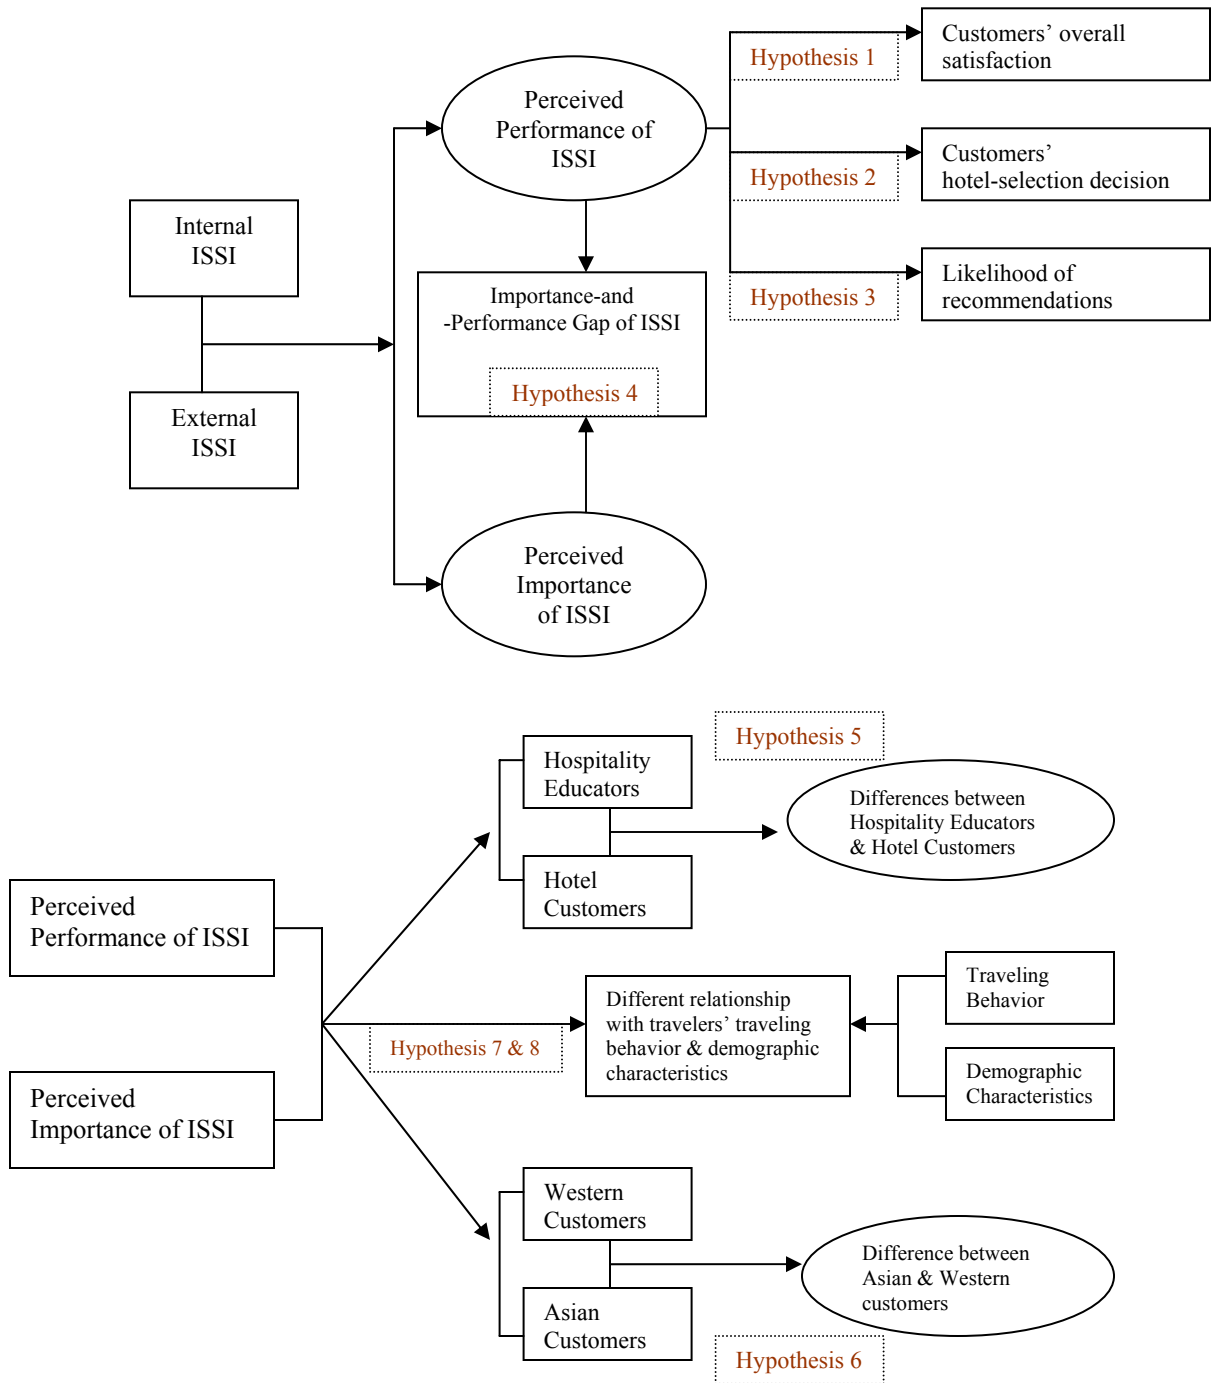 Perceived
Performance of
ISSI
Hypothesis 1
Customers’ overall
satisfaction
Hypothesis 2
Customers’
hotel-selection decision
Hypothesis 3
Likelihood of
recommendations
Internal
ISSI
External
ISSI
Importance-and
-Performance Gap of ISSI
Hypothesis 4
Perceived
Importance
of ISSI
Hypothesis 5
Hospitality
Educators
Hotel
Customers
Differences between
Hospitality Educators
& Hotel Customers
Perceived
Performance of ISSI
Perceived
Importance of ISSI
Hypothesis 7 & 8
Different relationship
with travelers’ traveling
behavior & demographic
characteristics
Traveling
Behavior
Demographic
Characteristics
Western
Customers
Asian
Customers
Difference between
Asian & Western
customers
Hypothesis 6